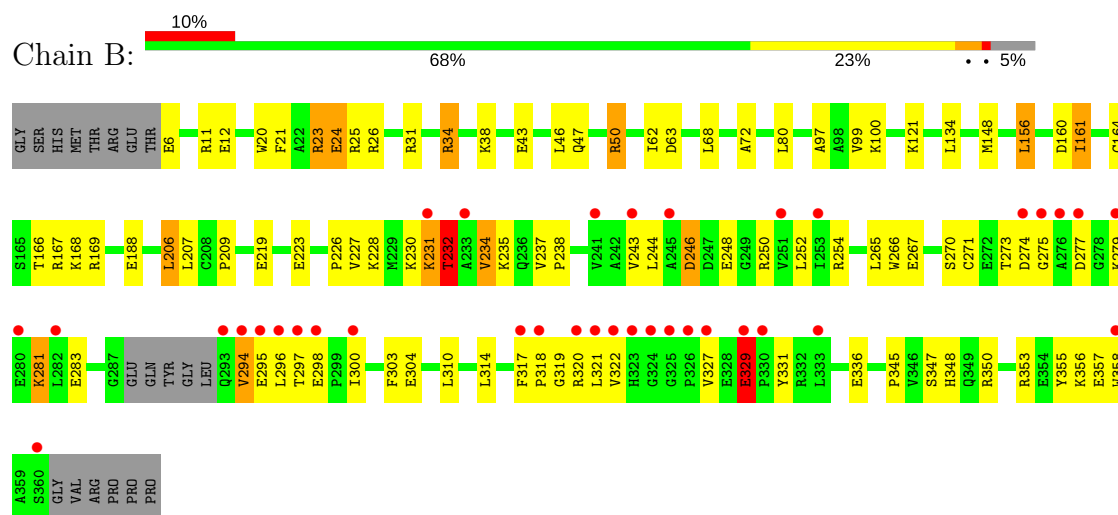 10%
Chain B:
68% 23% • • 5%
GLY SER HIS MET THR ARG GLU THR E6 R11 E12 W20 F21 A22 R23 E24 R25 R26 R31 R34 K38 E43 L46 Q47 R50 I62 D63 L68 A72 L80 A97 A98 V99 K100 K121 L134 M148 L156 D160 I161 C164
S165 T166 R167 K168 R169 E188 L206 L207 C208 P209 E219 E223 P226 V227 K228 M229 K230 K231 T232 A233 V234 K235 Q236 V237 P238 V241 A242 V243 L244 A245 D246 D247 E248 G249 R250 V251 L252 I253 R254 L265 W266 E267 S270 C271 E272 T273 D274 G275 A276 D277 G278 K279
E280 K281 L282 E283 G287 GLU GLN TYR GLY LEU Q293 V294 E295 L296 T297 E298 P299 I300 F303 E304 L310 L314 F317 P318 G319 R320 L321 V322 H323 G324 G325 P326 V327 E328 E329 P330 Y331 R332 L333 E336 P345 V346 S347 H348 Q349 R350 R353 E354 Y355 K356 E357 W358
A359 S360 GLY VAL ARG PRO PRO PRO